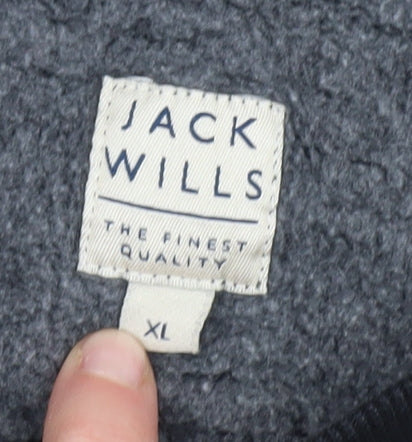 JACK
WILLS
THE FINEST
QUALITY
XL